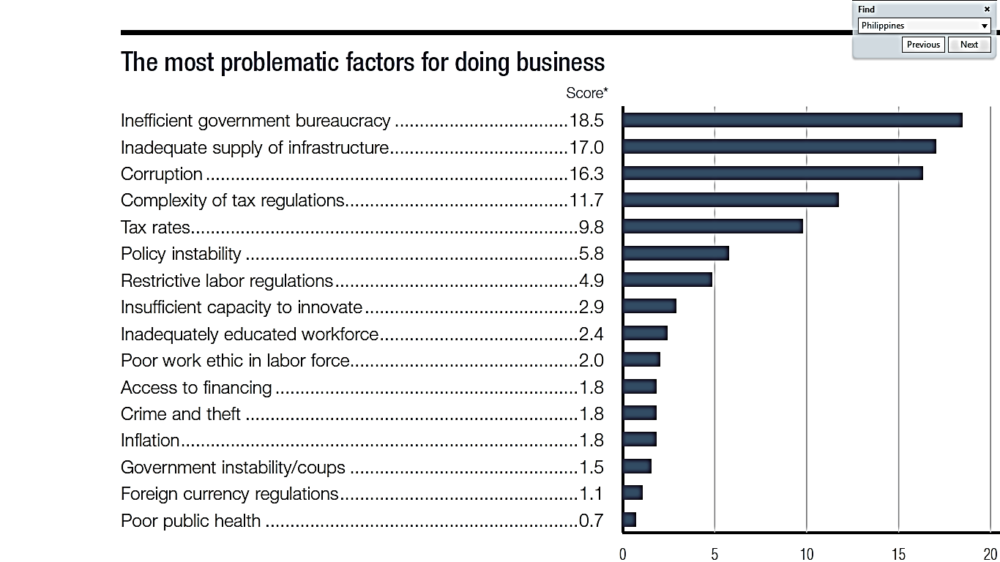 Find
Philippines
Previous Next
The most problematic factors for doing business
Score*
Inefficient government bureaucracy ...................................18.5
Inadequate supply of infrastructure....................................17.0
Corruption .........................................................................16.3
Complexity of tax regulations.............................................11.7
Tax rates..............................................................................9.8
Policy instability ...................................................................5.8
Restrictive labor regulations.................................................4.9
Insufficient capacity to innovate...........................................2.9
Inadequately educated workforce........................................2.4
Poor work ethic in labor force..............................................2.0
Access to financing .............................................................1.8
Crime and theft ...................................................................1.8
Inflation................................................................................1.8
Government instability/coups ..............................................1.5
Foreign currency regulations................................................1.1
Poor public health ...............................................................0.7
0 5 10 15 20